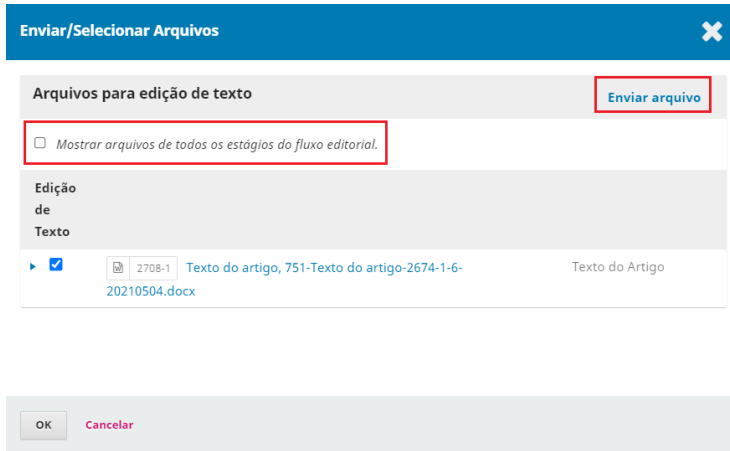 Enviar/Selecionar Arquivos
Arquivos para edição de texto
Enviar arquivo
Mostrar arquivos de todos os estágios do fluxo editorial.
Edição
de
Texto
2708-1 Texto do artigo, 751-Texto do artigo-2674-1-6- Texto do Artigo
20210504.docx
OK Cancelar